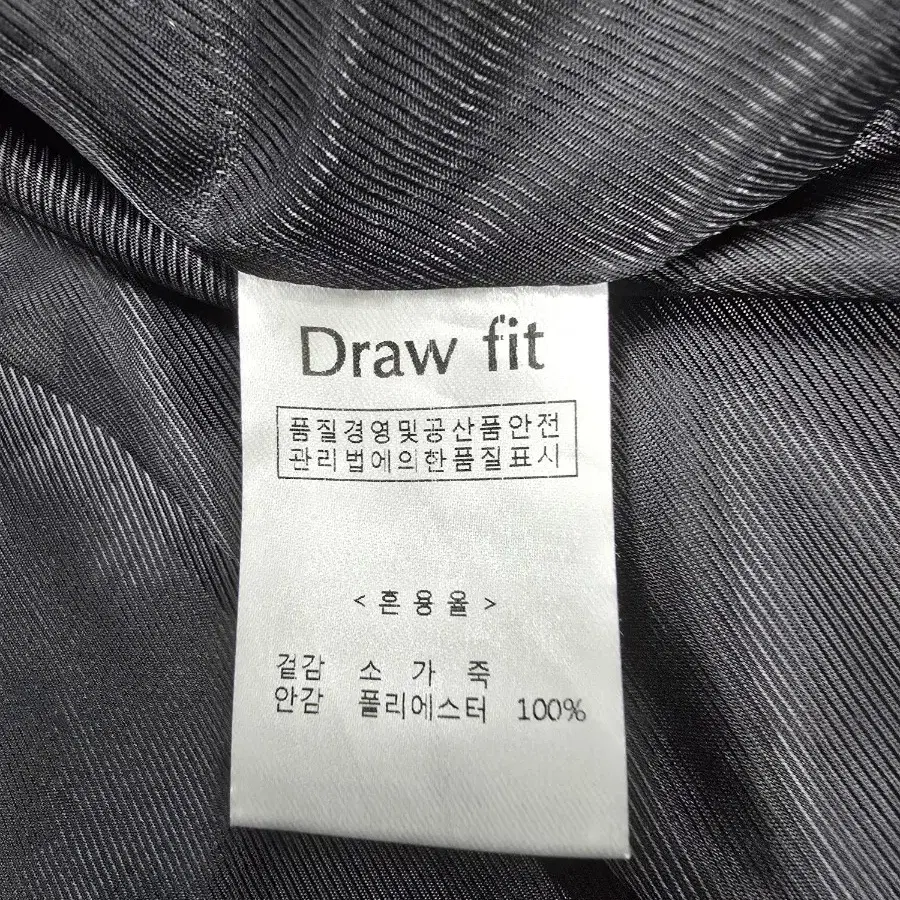 Draw fit
품질경영및공산품안전
관리법에의한품질표시
< 혼용율 >
겉감 소 가 죽
안감 폴리에스터 100%